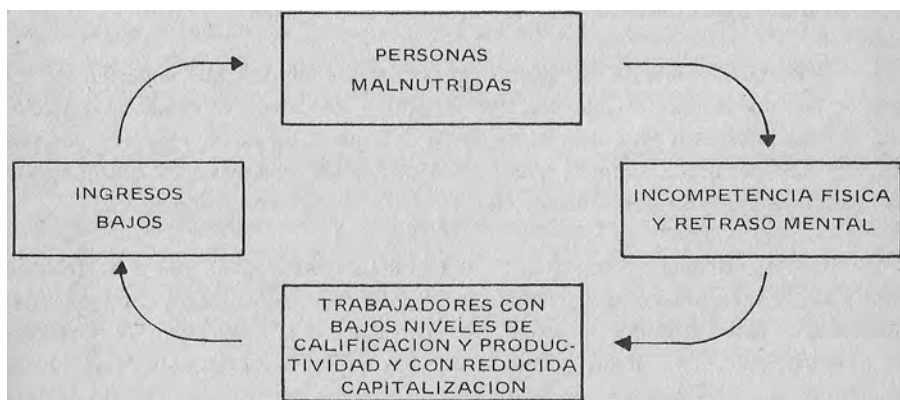 PERSONAS
MALNUTRIDAS
INGRESOS
BAJOS
INCOMPETENCIA FISICA
Y RETRASO MENTAL
TRABAJADORES CON
BAJOS NIVELES DE
CALIFICACION Y PRODUC-
TIVIDAD Y CON REDUCIDA
CAPITALIZACION